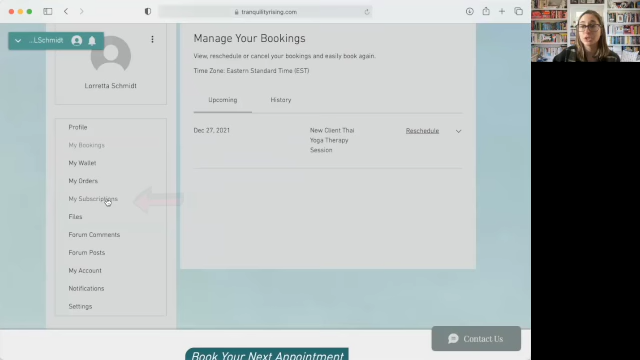 tranquilityrising.com
...LSchmidt
Lorretta Schmidt
Profile
My Bookings
My Wallet
My Orders
My Subscriptions
Files
Forum Comments
Forum Posts
My Account
Notifications
Settings
Manage Your Bookings
View, reschedule or cancel your bookings and easily book again.
Time Zone: Eastern Standard Time (EST)
Upcoming
History
Dec 27, 2021
New Client Thai
Yoga Therapy
Session
Reschedule
Contact Us
Book Your Next Appointment